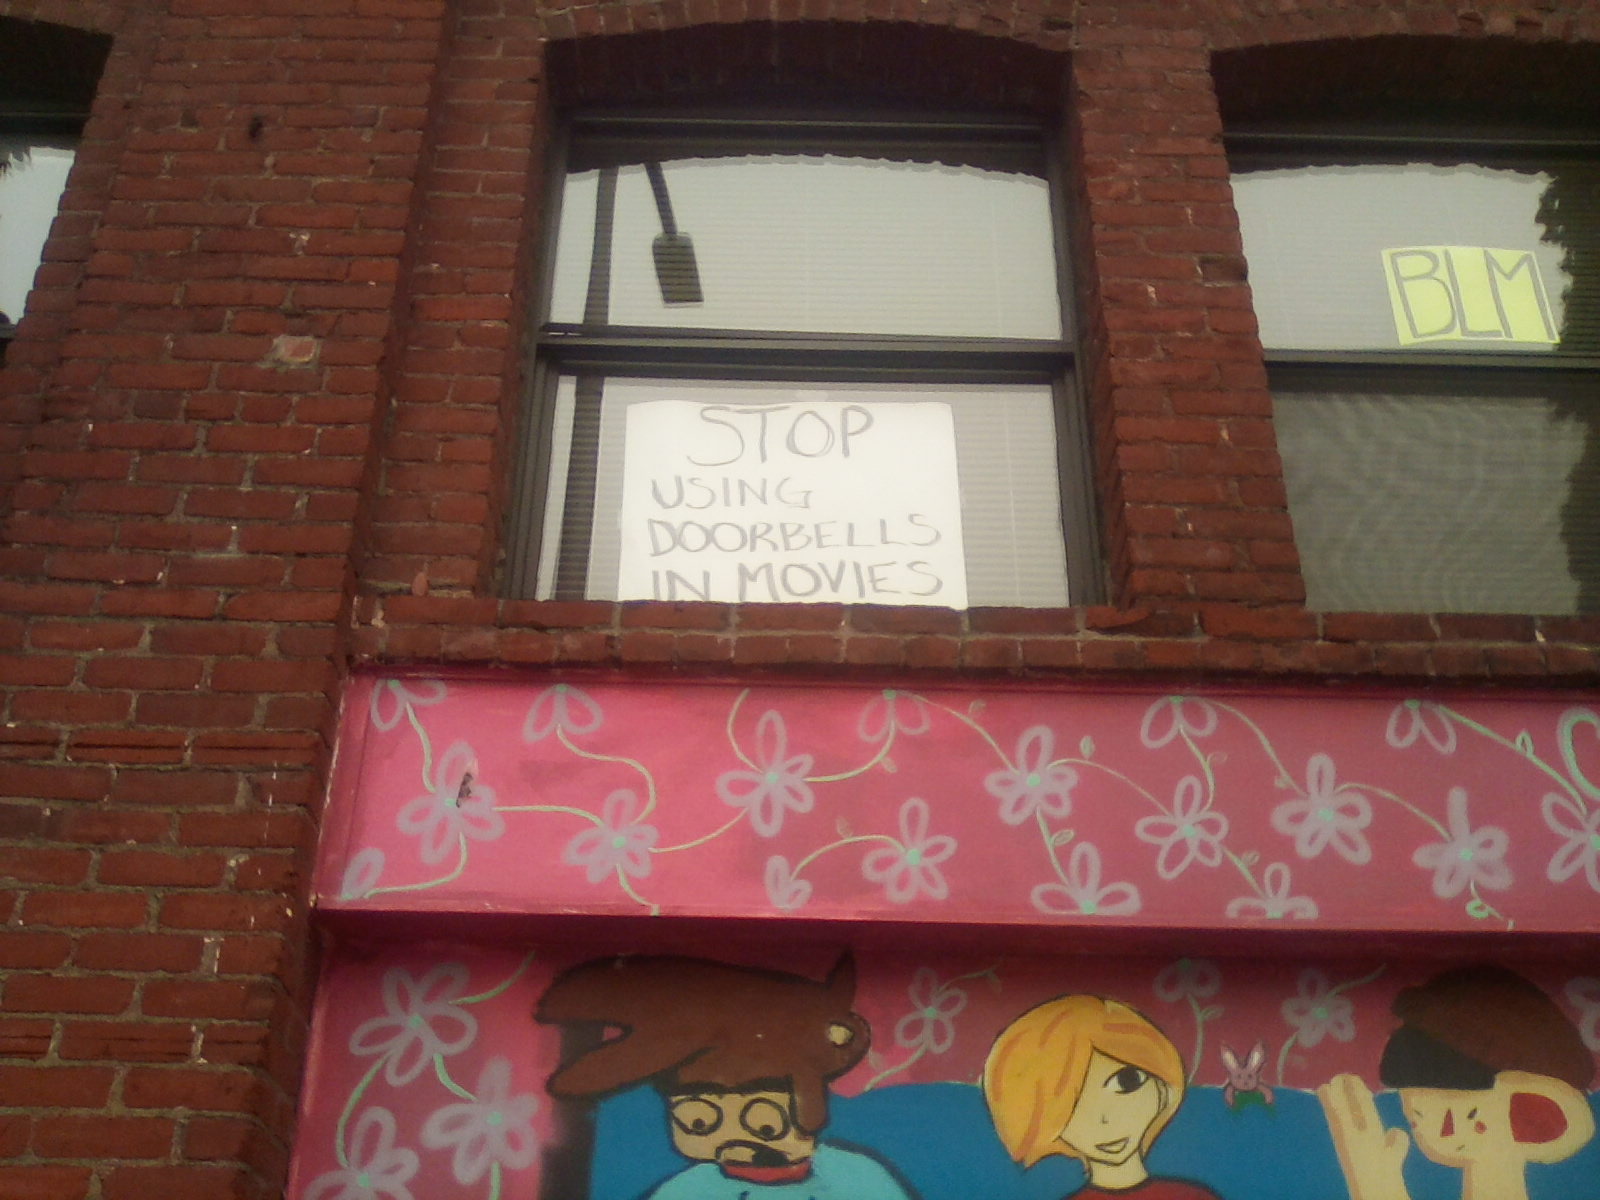 STOP
USING
DOORBELLS
IN MOVIES
BLM